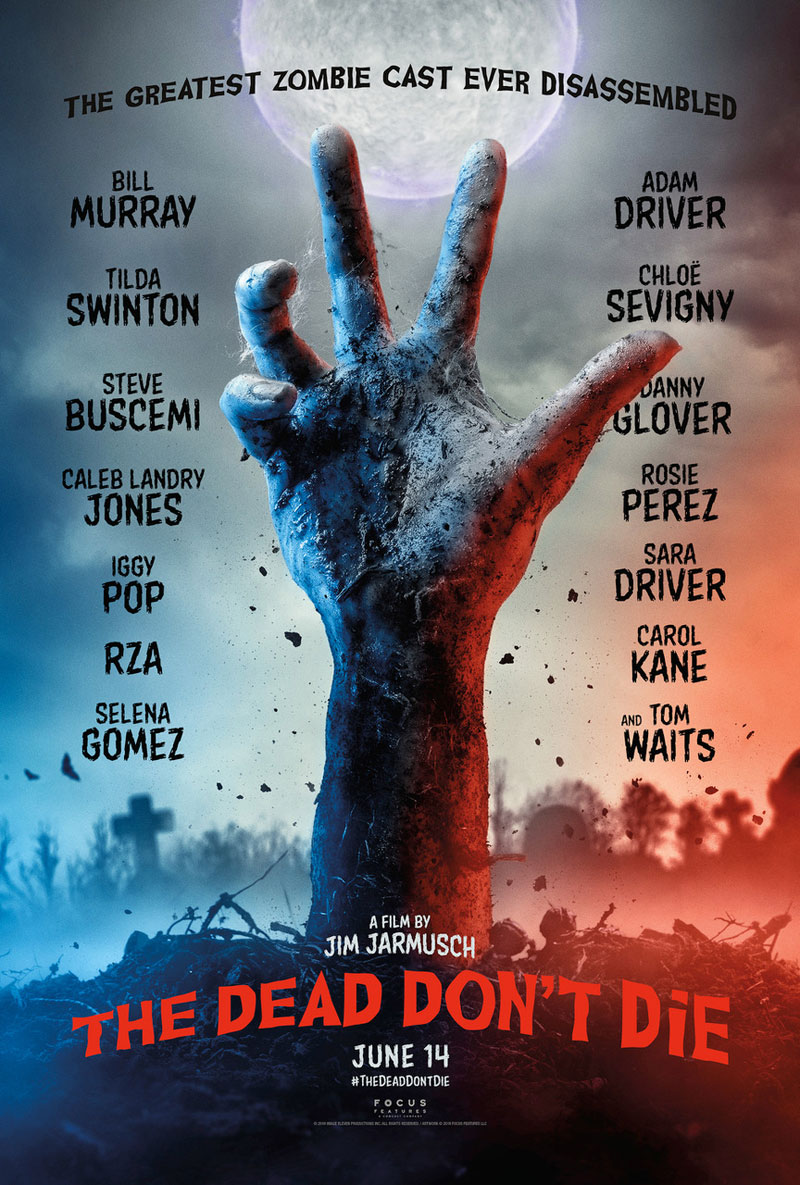 THE GREATEST ZOMBIE CAST EVER DISASSEMBLED
BILL
MURRAY
TILDA
SWINTON
STEVE
BUSCEMI
CALEB LANDRY
JONES
IGGY
POP
RZA
SELENA
GOMEZ
ADAM
DRIVER
CHLOË
SEVIGNY
DANNY
GLOVER
ROSIE
PEREZ
SARA
DRIVER
CAROL
KANE
AND TOM
WAITS
A FILM BY
JIM JARMUSCH
THE DEAD DON'T DiE
JUNE 14
#THEDEADDONTDIE
FOCUS
FEATURES
A COMCAST COMPANY